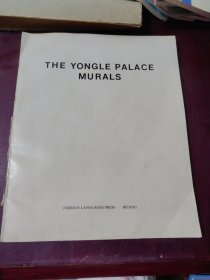 THE YONGLE PALACE
MURALS
FOREIGN LANGUAGES PRESS BEIJING